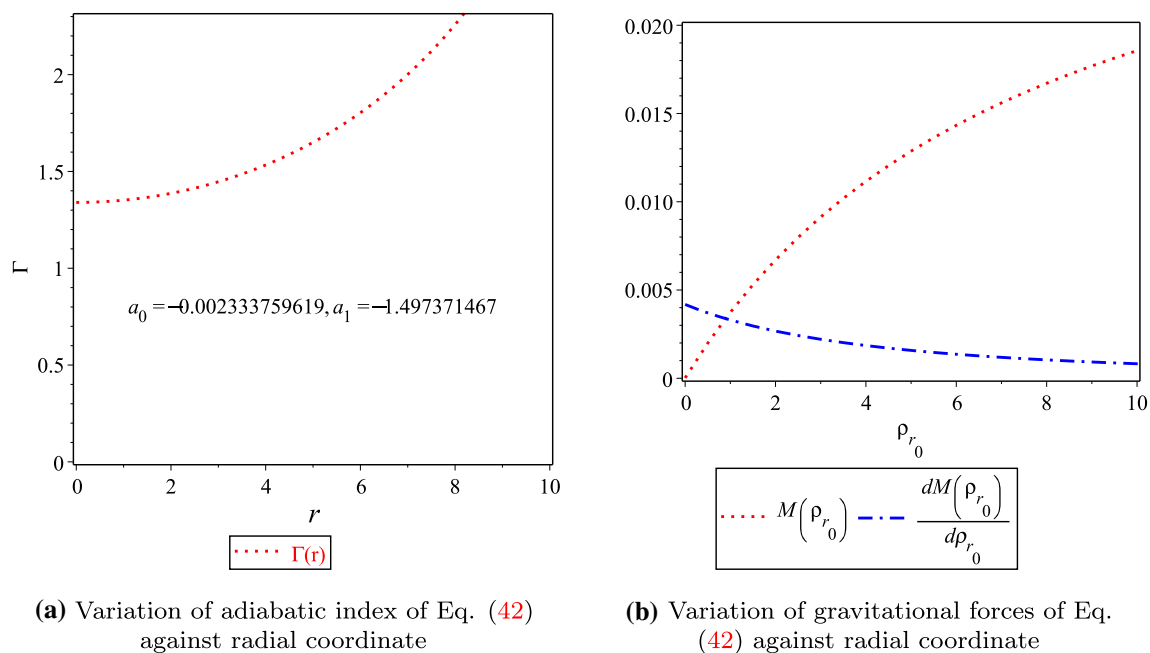 2
1.5
Γ
1
a0 =−0.002333759619, a1 =−1.497371467
0.5
0
0 2 4 6 8 10
r
Γ(r)
(a) Variation of adiabatic index of Eq. (42)
against radial coordinate
0.020
0.015
0.010
0.005
0
0 2 4 6 8 10
ρr0
M(ρr0) dM(ρr0)
dρr0
(b) Variation of gravitational forces of Eq.
(42) against radial coordinate